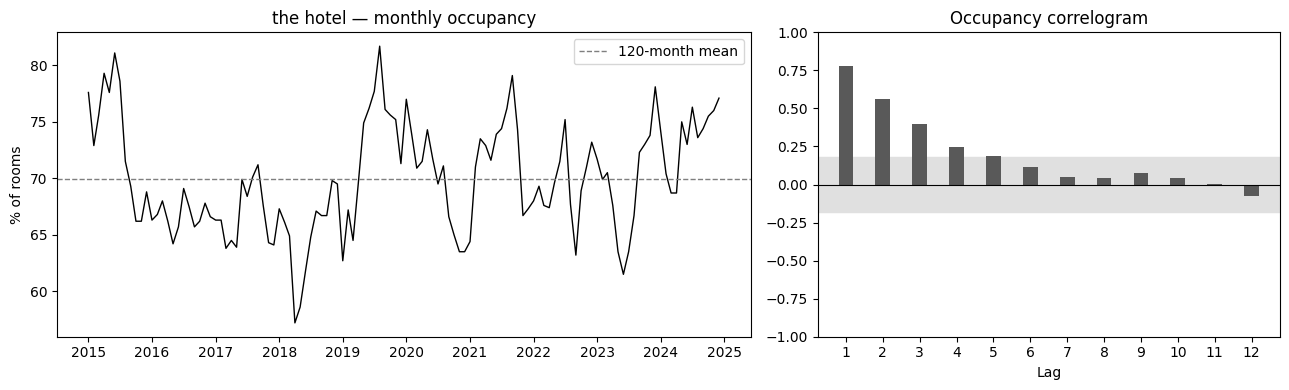 the hotel — monthly occupancy
120-month mean
% of rooms
80
75
70
65
60
2015 2016 2017 2018 2019 2020 2021 2022 2023 2024 2025
Occupancy correlogram
1.00
0.75
0.50
0.25
0.00
−0.25
−0.50
−0.75
−1.00
1 2 3 4 5 6 7 8 9 10 11 12
Lag